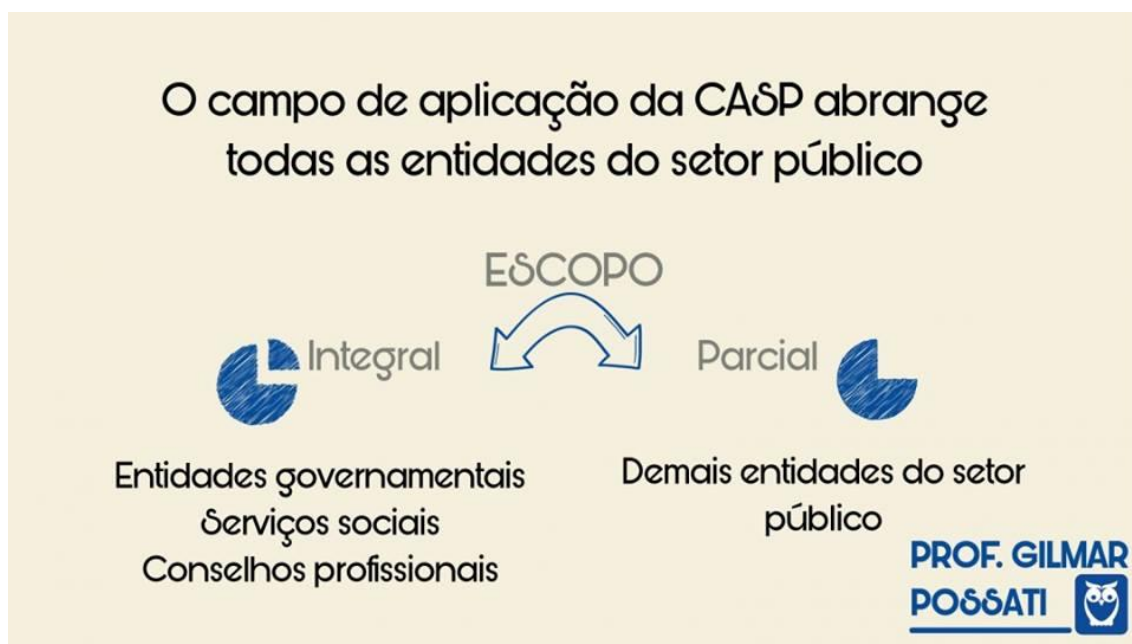 O campo de aplicação da CASP abrange
todas as entidades do setor público
ESCOPO
Integral
Parcial
Entidades governamentais
Serviços sociais
Conselhos profissionais
Demais entidades do setor
público
PROF. GILMAR
POSSATI